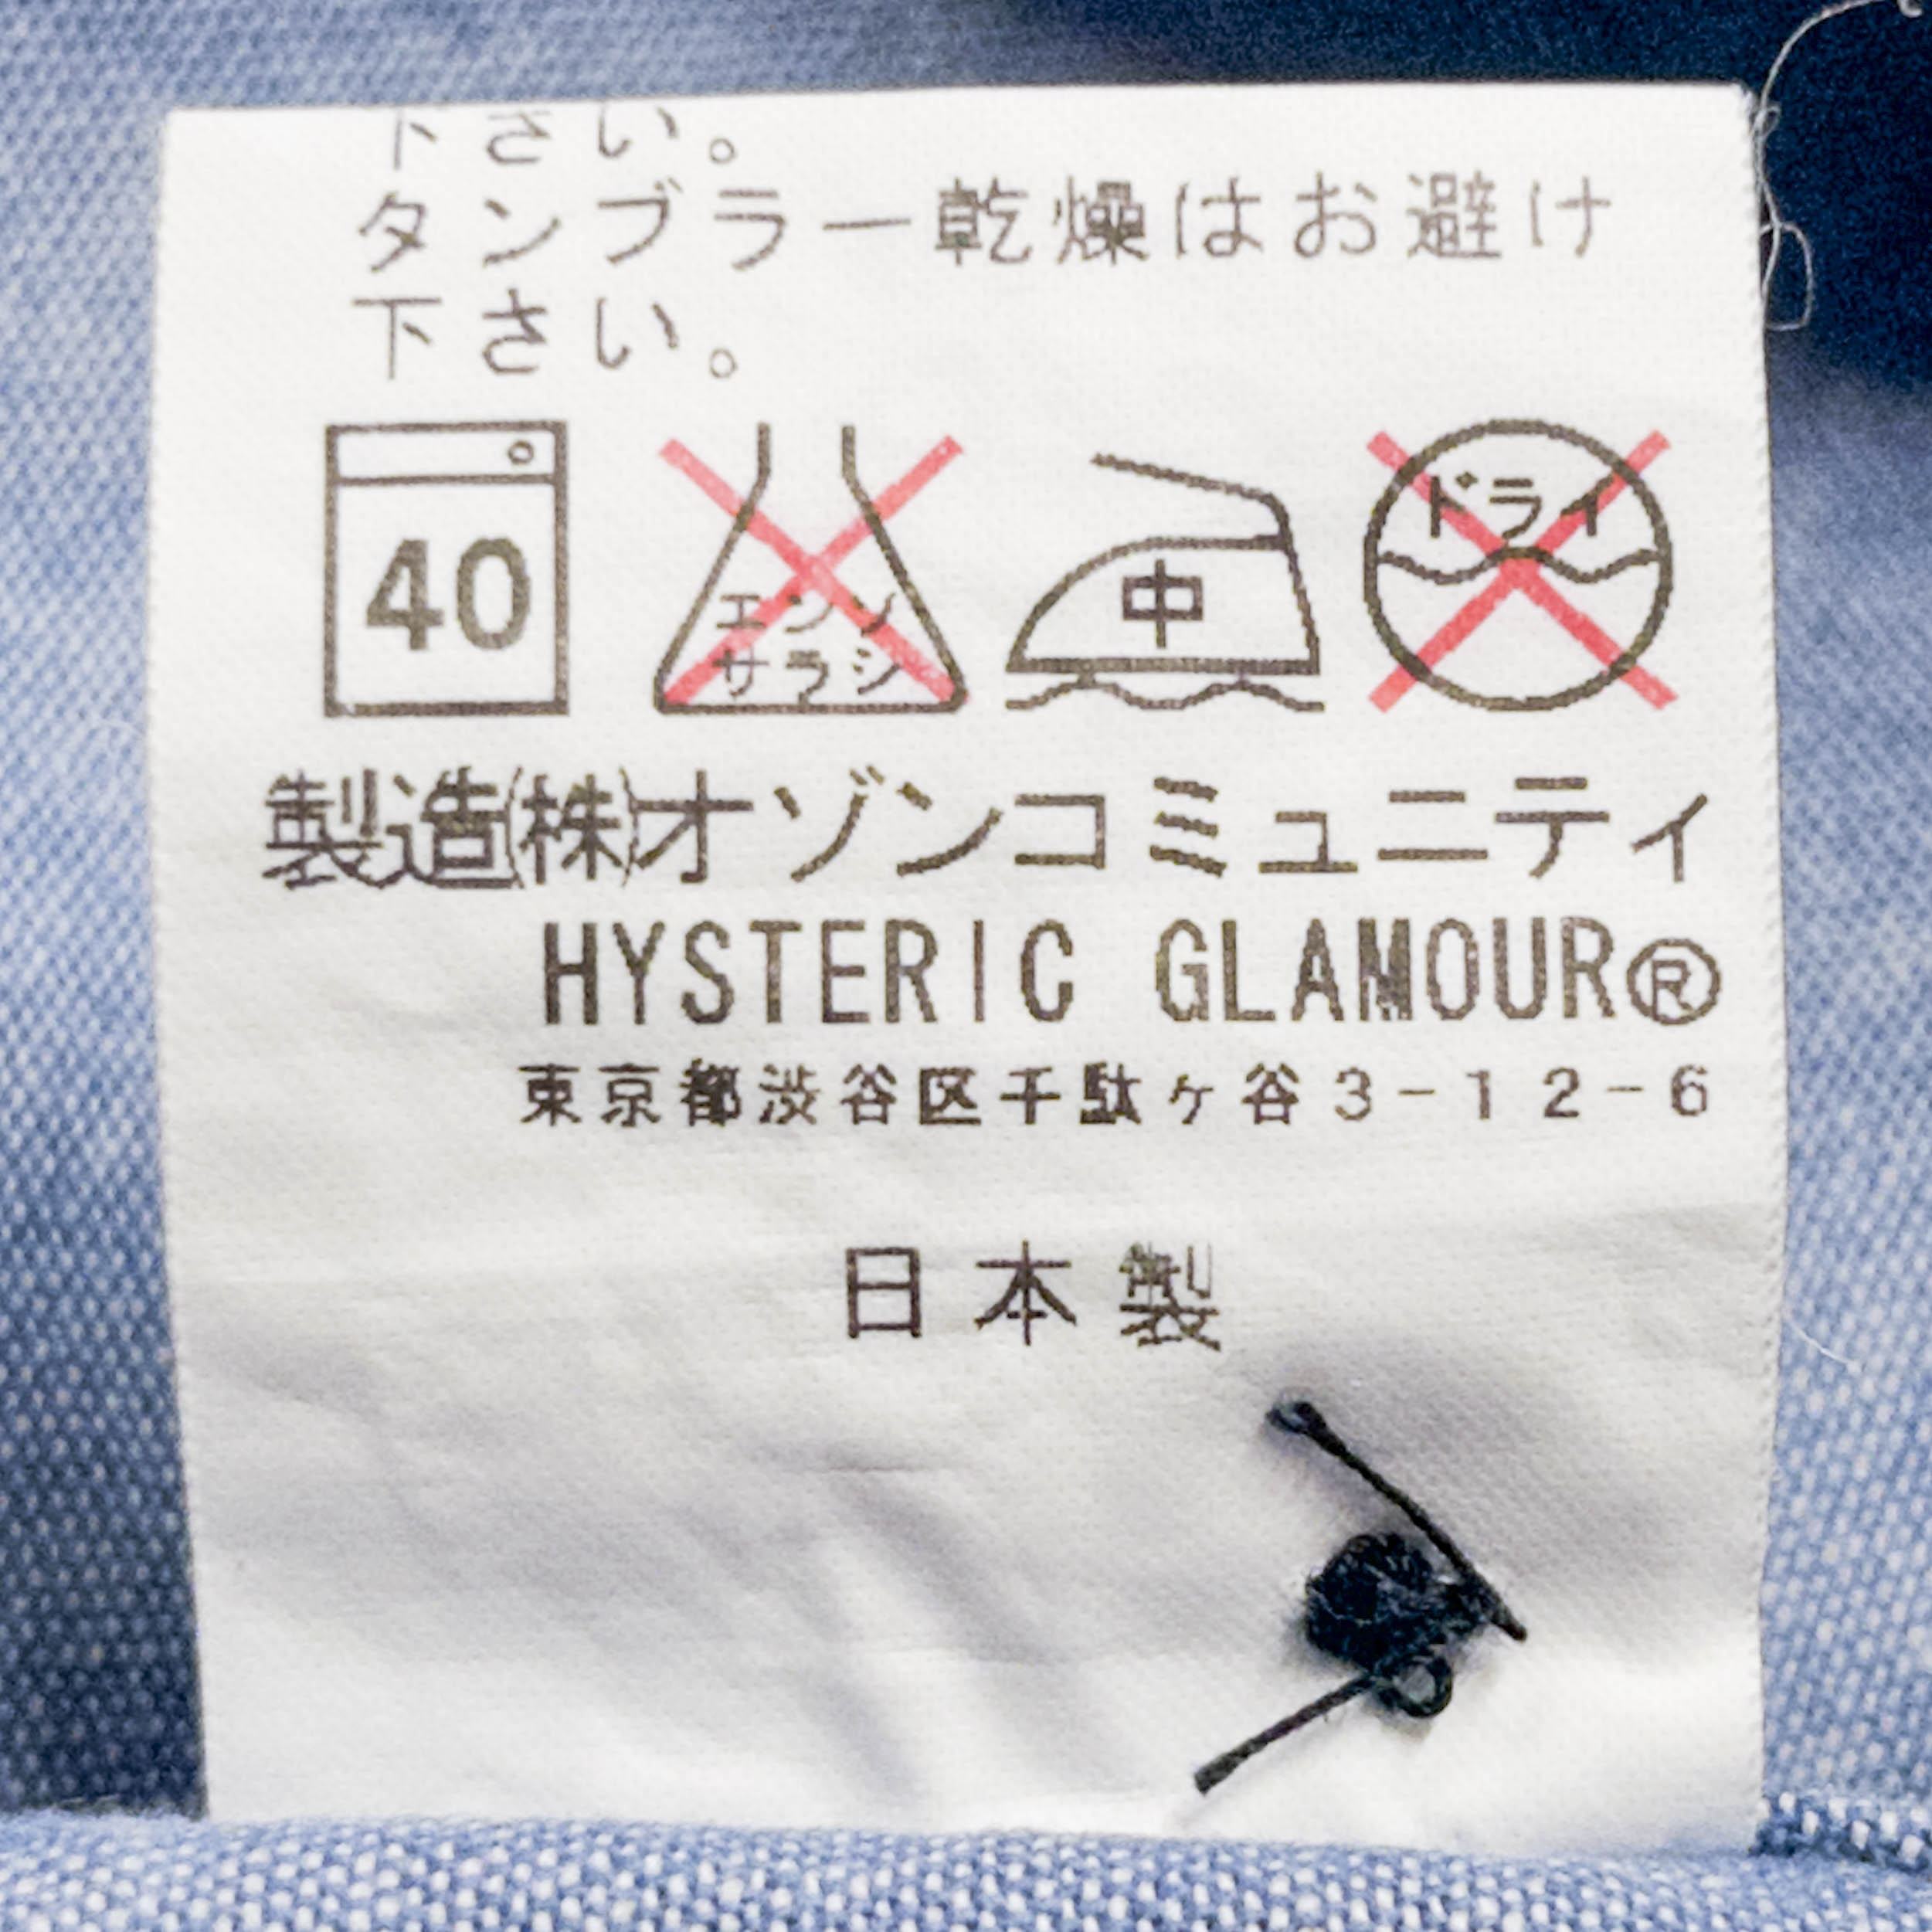 下さい。
タンブラー乾燥はお避け
下さい。
40
エンソ
サラシ
中
ドライ
製造(株)オゾンコミュニティ
HYSTERIC GLAMOUR®
東京都渋谷区千駄ヶ谷3-12-6
日本製